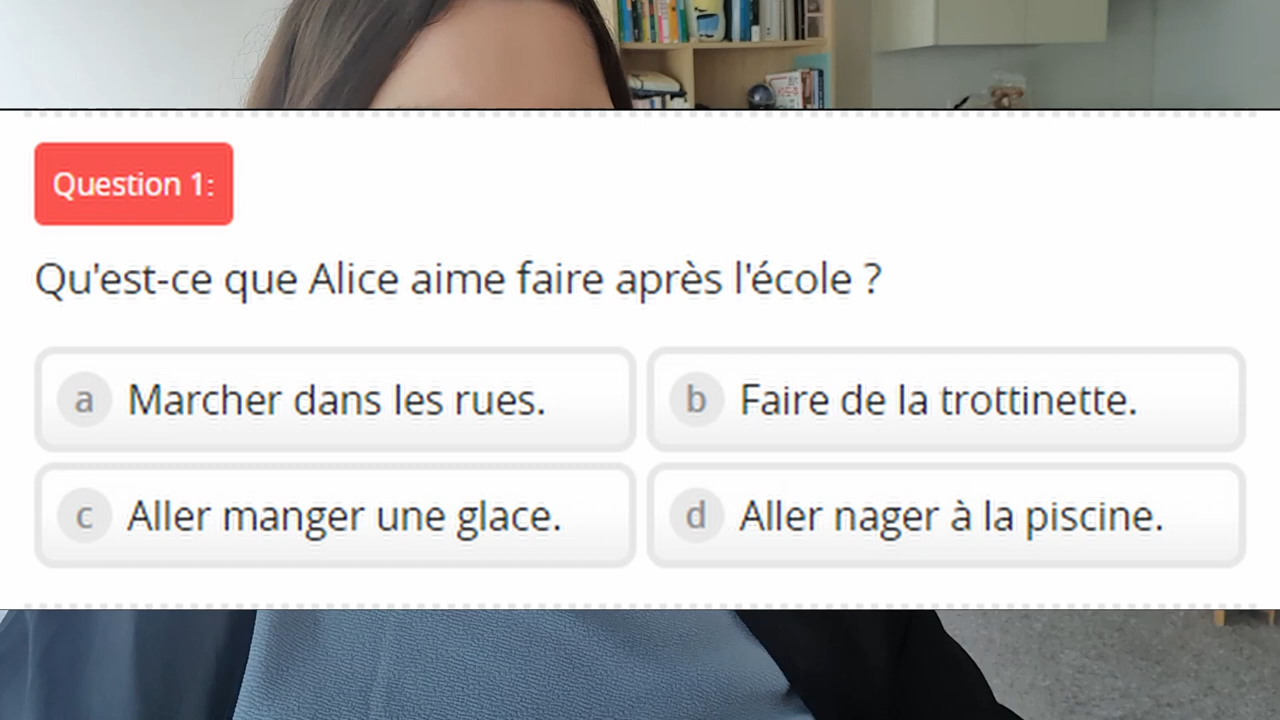 Question 1:
Qu'est-ce que Alice aime faire après l'école ?
a Marcher dans les rues.
b Faire de la trottinette.
c Aller manger une glace.
d Aller nager à la piscine.